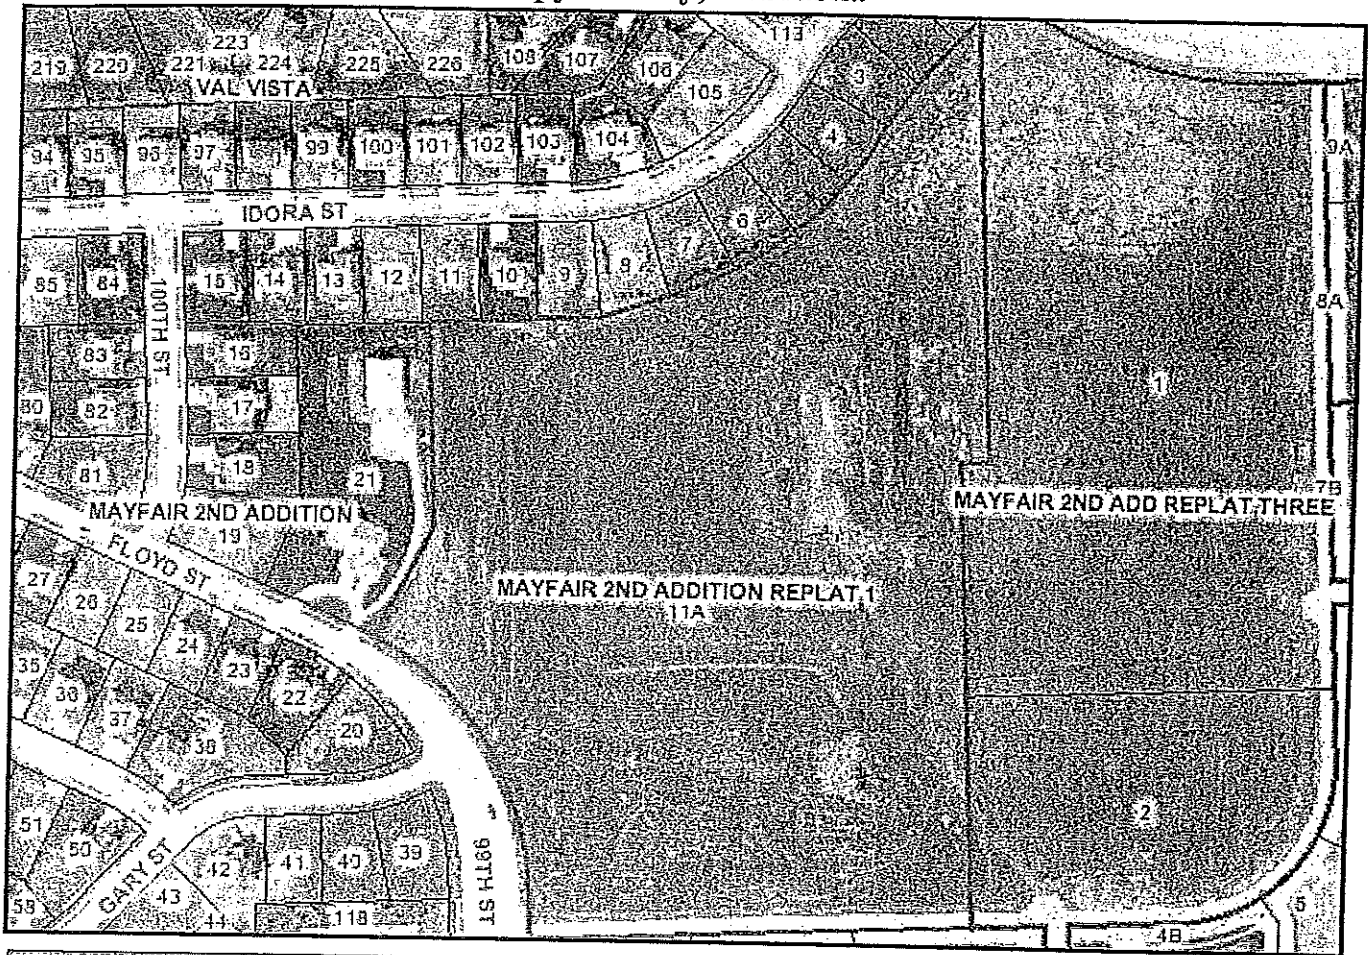 113
223
219 220 221 224 225 226 108 107 106
VAL VISTA
105
3
94 95 96 97 99 100 101 102 103 104
4
9A
IDORA ST
6
7
8
85 84 15 14 13 12 11 10 9
100TH ST
8A
83 16
1
80 82 17
81 18 21
7B
MAYFAIR 2ND ADDITION
MAYFAIR 2ND ADD REPLAT THREE
19
FLOYD ST
27 26 25 24 23 22 20
MAYFAIR 2ND ADDITION REPLAT 1
11A
35 36 37 38
2
51 50 42 41 40 39
99TH ST
GARY ST
58 43 44 118
5
4B